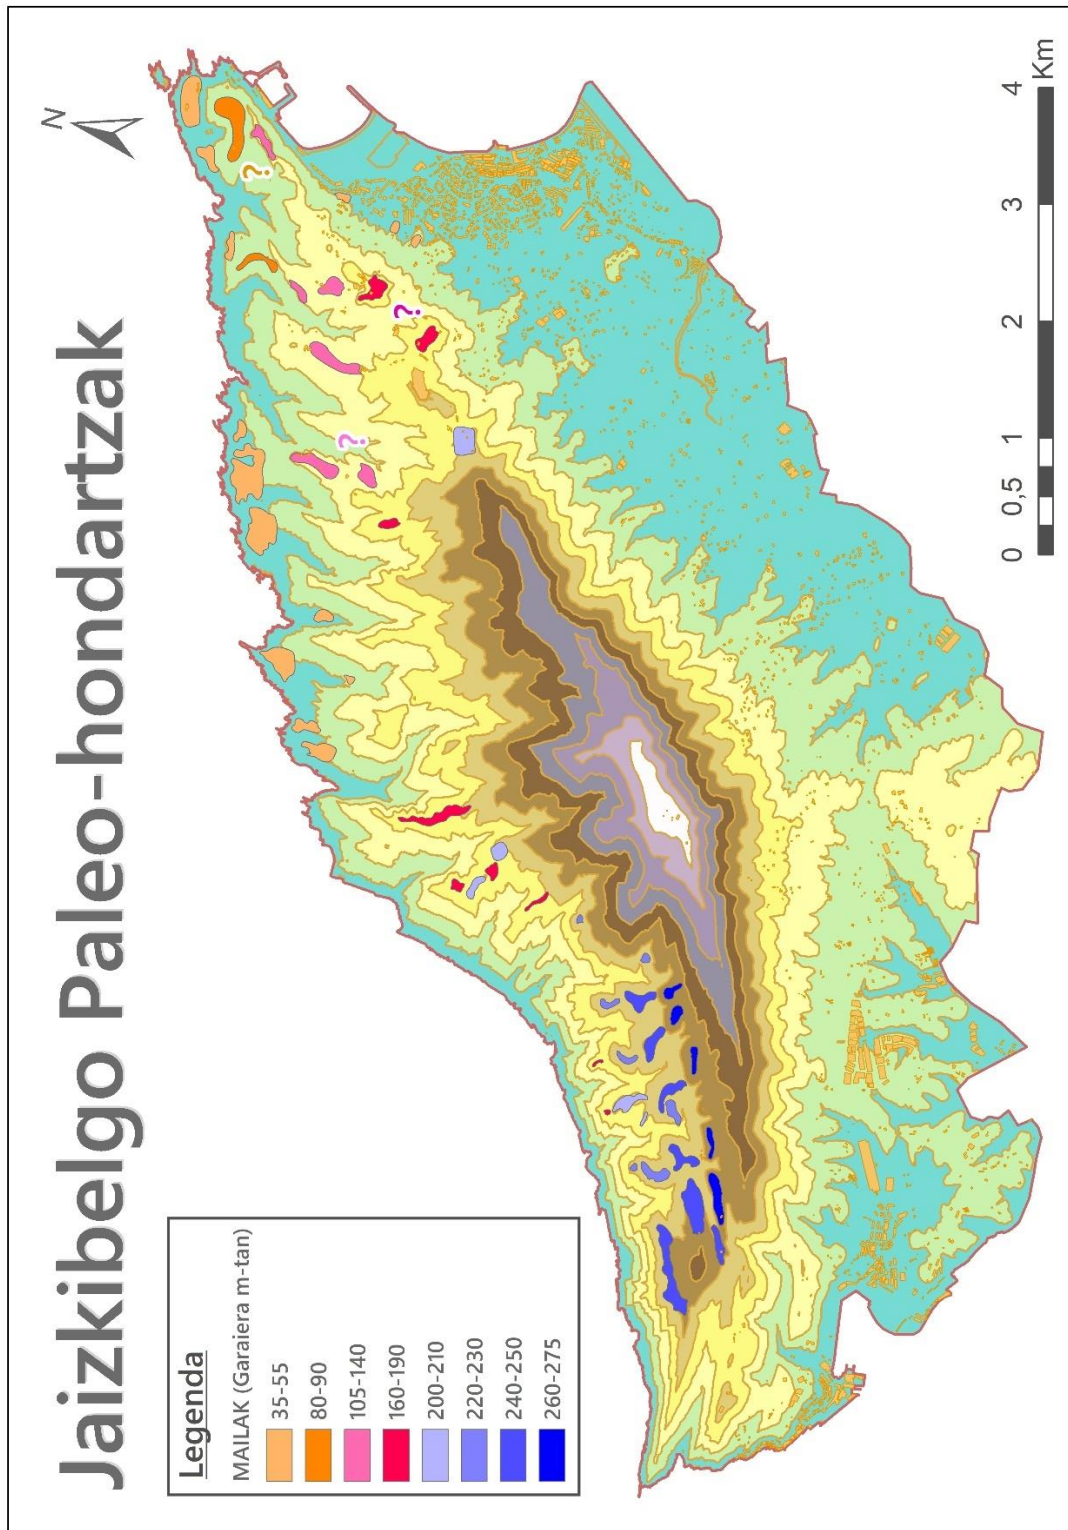 Jaizkibelgo Paleo-hondartzak
N
?
?
?
Legenda
MAILAK (Garaiera m-tan)
35-55
80-90
105-140
160-190
200-210
220-230
240-250
260-275
0 0,5 1 2 3 4
Km